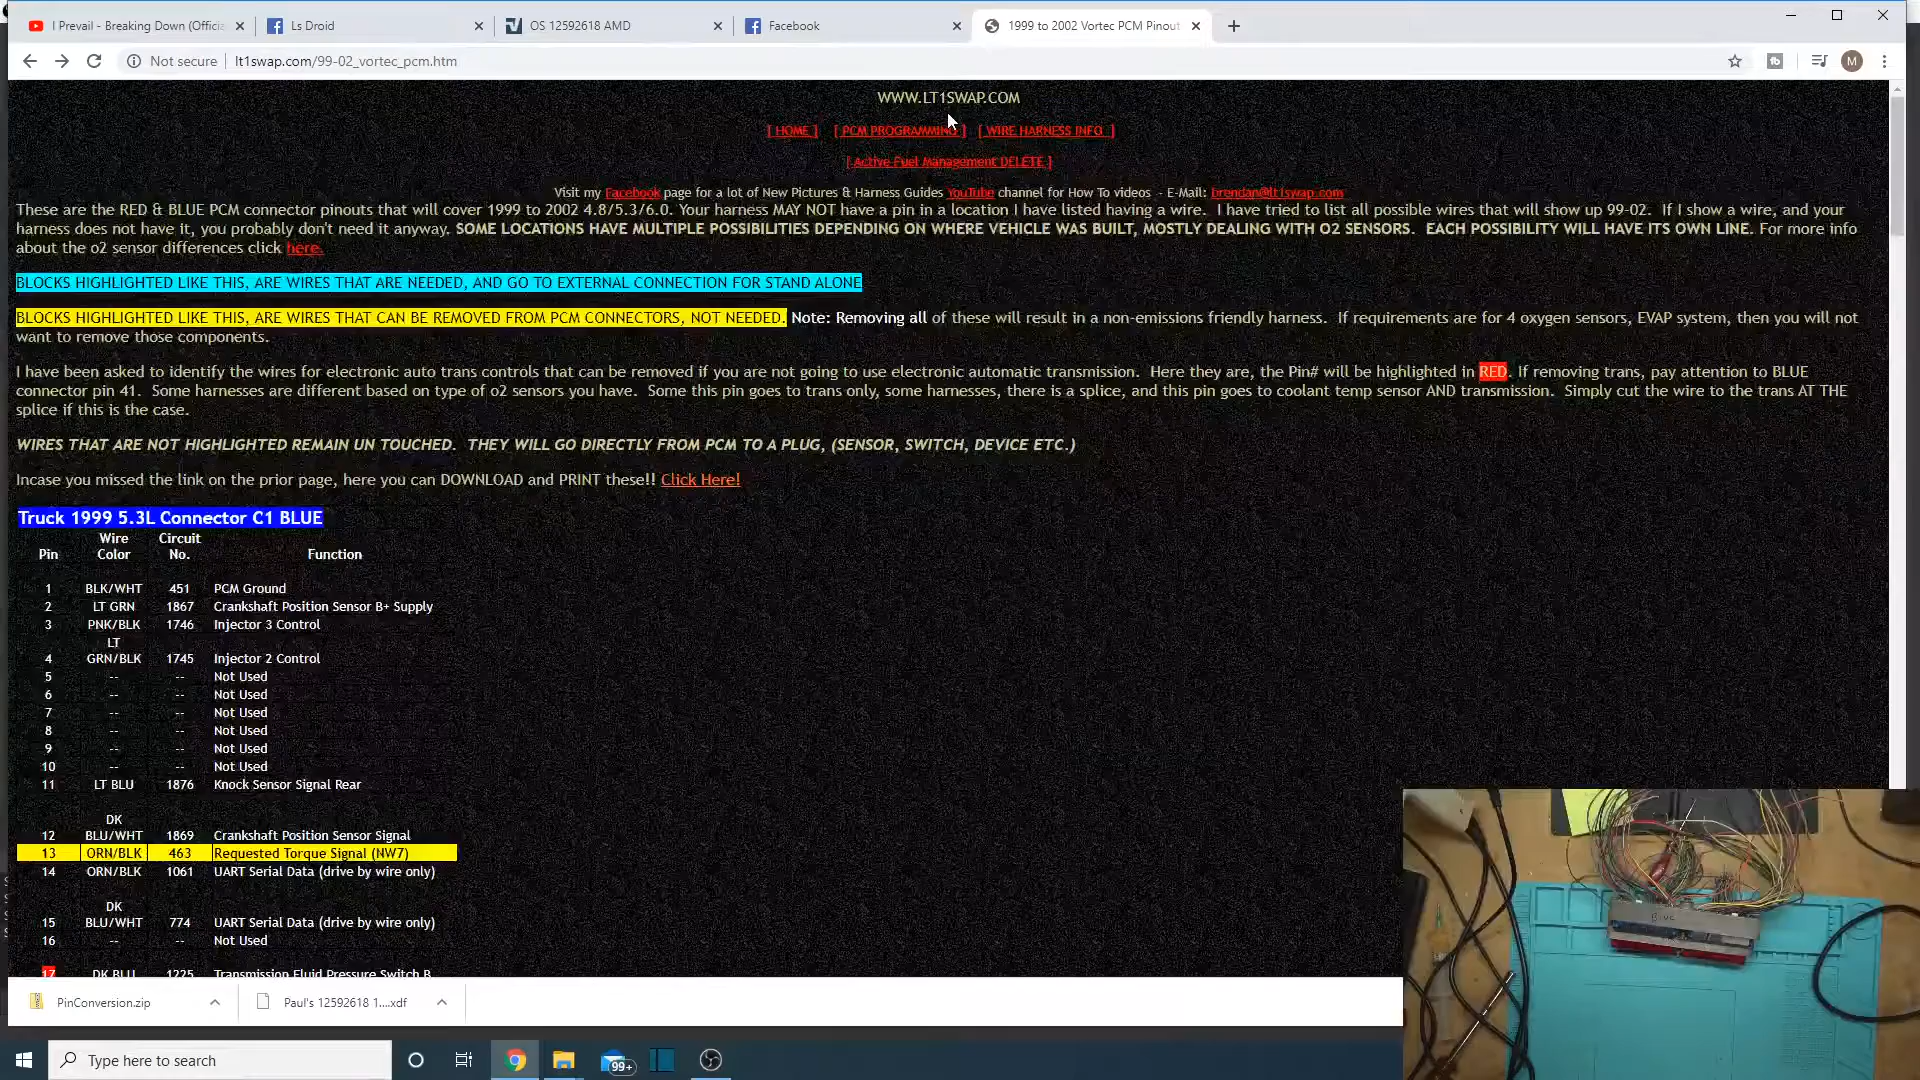 I Prevail - Breaking Down (Officia
Ls Droid
OS 12592618 AMD
Facebook
1999 to 2002 Vortec PCM Pinout
Not secure
lt1swap.com/99-02_vortec_pcm.htm
M
WWW.LT1SWAP.COM
[ HOME ] [ PCM PROGRAMMING ] [ WIRE HARNESS INFO ]
[ Active Fuel Management DELETE ]
Visit my Facebook page for a lot of New Pictures & Harness Guides YouTube channel for How To videos - E-Mail: brendan@lt1swap.com
These are the RED & BLUE PCM connector pinouts that will cover 1999 to 2002 4.8/5.3/6.0. Your harness MAY NOT have a pin in a location I have listed having a wire. I have tried to list all possible wires that will show up 99-02. If I show a wire, and your
harness does not have it, you probably don't need it anyway. SOME LOCATIONS HAVE MULTIPLE POSSIBILITIES DEPENDING ON WHERE VEHICLE WAS BUILT, MOSTLY DEALING WITH O2 SENSORS. EACH POSSIBILITY WILL HAVE ITS OWN LINE. For more info
about the o2 sensor differences click here.
BLOCKS HIGHLIGHTED LIKE THIS, ARE WIRES THAT ARE NEEDED, AND GO TO EXTERNAL CONNECTION FOR STAND ALONE
BLOCKS HIGHLIGHTED LIKE THIS, ARE WIRES THAT CAN BE REMOVED FROM PCM CONNECTORS, NOT NEEDED. Note: Removing all of these will result in a non-emissions friendly harness. If requirements are for 4 oxygen sensors, EVAP system, then you will not
want to remove those components.
I have been asked to identify the wires for electronic auto trans controls that can be removed if you are not going to use electronic automatic transmission. Here they are, the Pin# will be highlighted in RED. If removing trans, pay attention to BLUE
connector pin 41. Some harnesses are different based on type of o2 sensors you have. Some this pin goes to trans only, some harnesses, there is a splice, and this pin goes to coolant temp sensor AND transmission. Simply cut the wire to the trans AT THE
splice if this is the case.
WIRES THAT ARE NOT HIGHLIGHTED REMAIN UN TOUCHED. THEY WILL GO DIRECTLY FROM PCM TO A PLUG, (SENSOR, SWITCH, DEVICE ETC.)
Incase you missed the link on the prior page, here you can DOWNLOAD and PRINT these!! Click Here!
Truck 1999 5.3L Connector C1 BLUE
Pin Wire Color Circuit No. Function
1 BLK/WHT 451 PCM Ground
2 LT GRN 1867 Crankshaft Position Sensor B+ Supply
3 PNK/BLK 1746 Injector 3 Control
4 LT GRN/BLK 1745 Injector 2 Control
5 -- -- Not Used
6 -- -- Not Used
7 -- -- Not Used
8 -- -- Not Used
9 -- -- Not Used
10 -- -- Not Used
11 LT BLU 1876 Knock Sensor Signal Rear
12 DK BLU/WHT 1869 Crankshaft Position Sensor Signal
13 ORN/BLK 463 Requested Torque Signal (NW7)
14 ORN/BLK 1061 UART Serial Data (drive by wire only)
15 DK BLU/WHT 774 UART Serial Data (drive by wire only)
16 -- -- Not Used
17 DK BLU 1225 Transmission Fluid Pressure Switch B
BLUE
PinConversion.zip
Paul's 12592618 1....xdf
Type here to search
99+